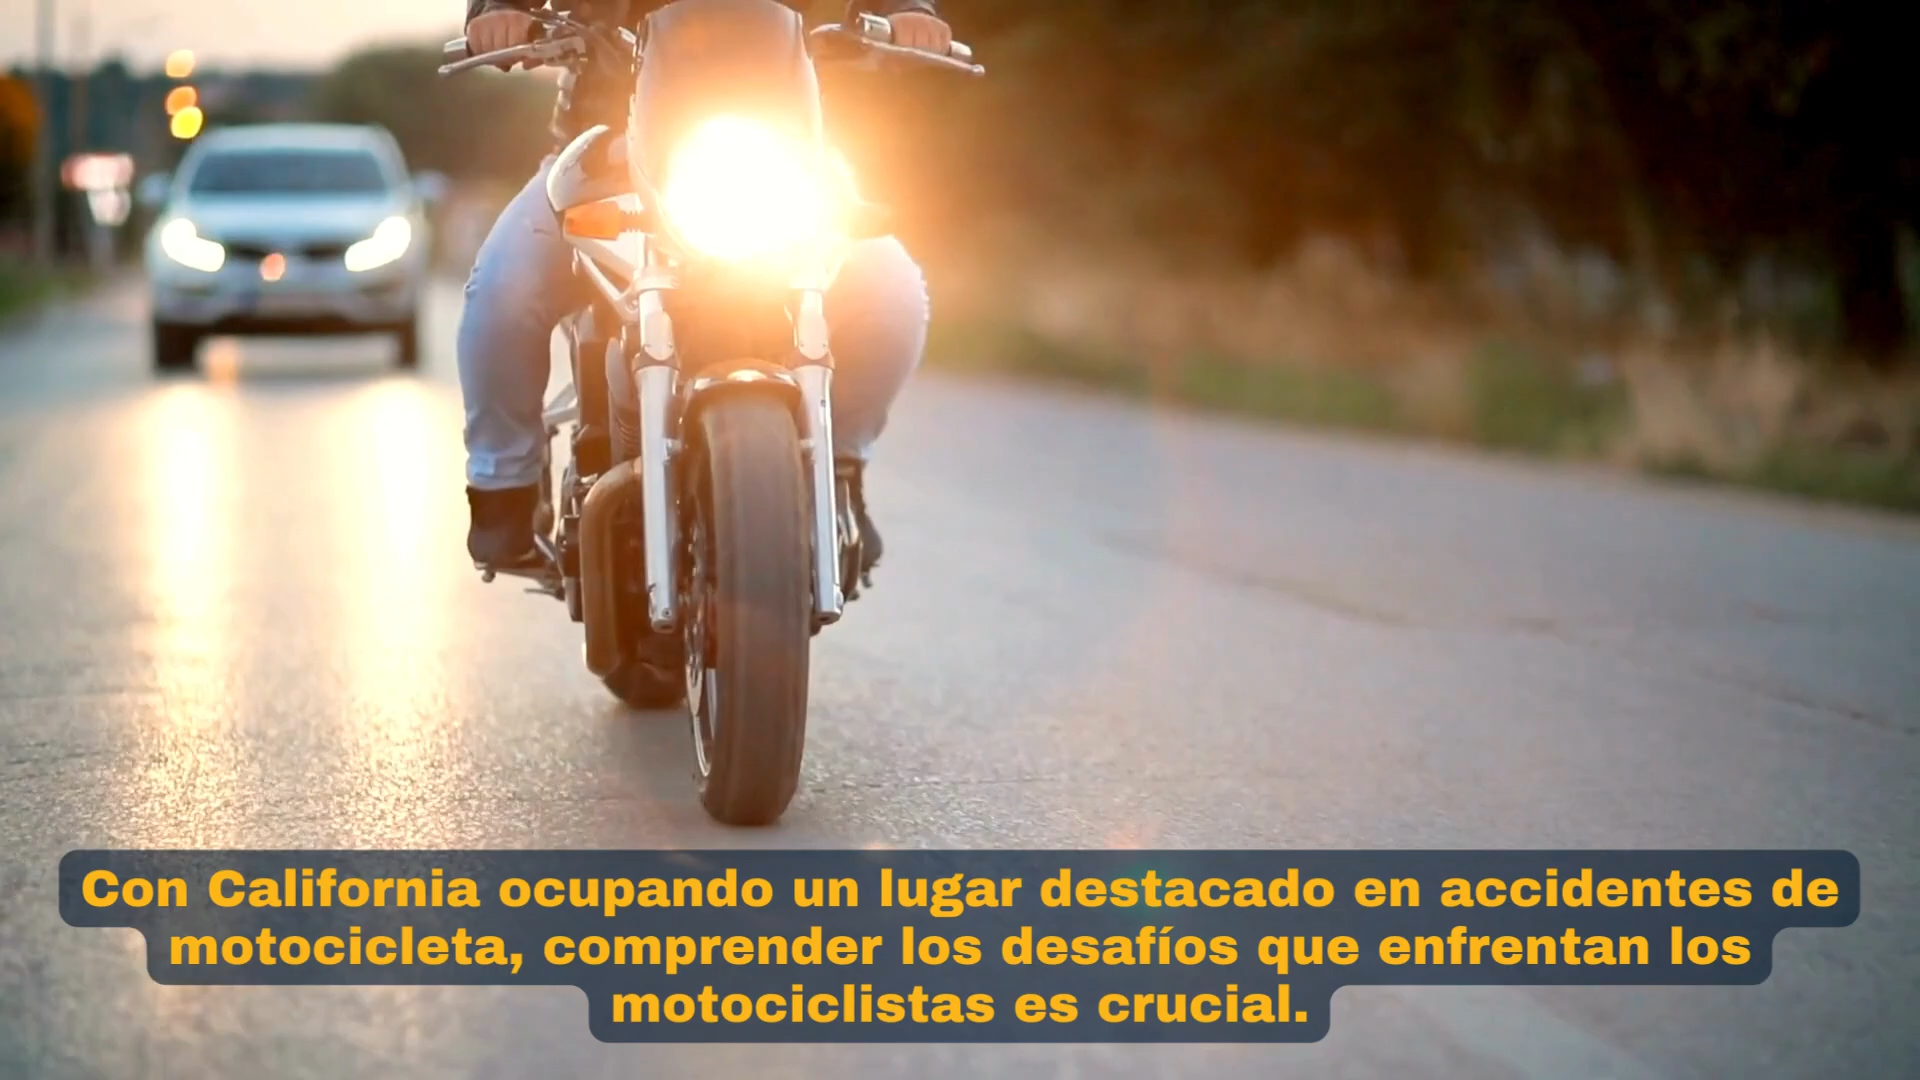 Con California ocupando un lugar destacado en accidentes de
motocicleta, comprender los desafíos que enfrentan los
motociclistas es crucial.